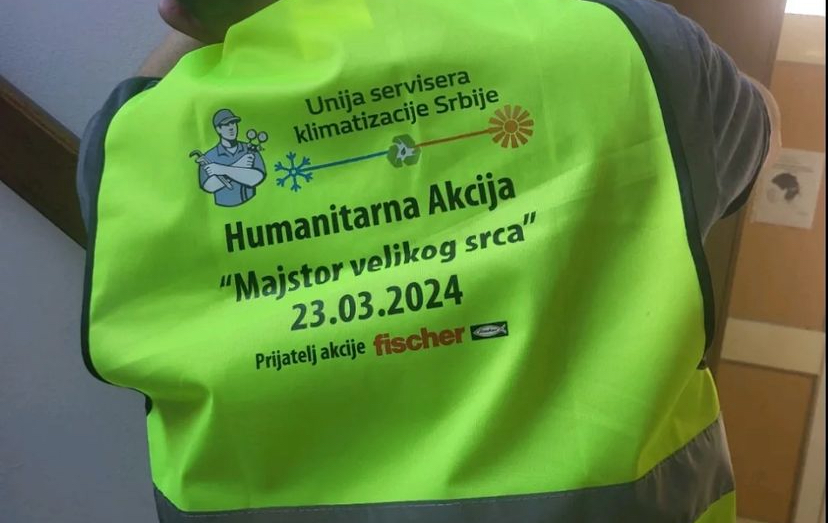 Unija servisera
klimatizacije Srbije
Humanitarna Akcija
“Majstor velikog srca”
23.03.2024
Prijatelj akcije fischer